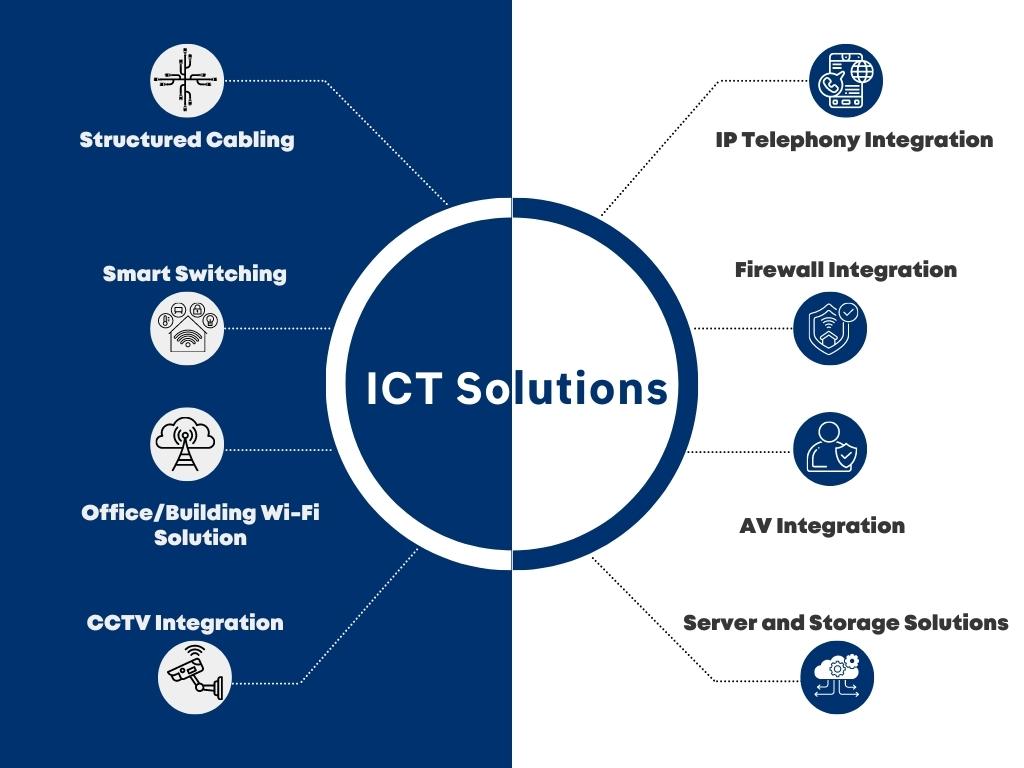 Structured Cabling
Smart Switching
Office/Building Wi-Fi
Solution
CCTV Integration
ICT Solutions
IP Telephony Integration
Firewall Integration
AV Integration
Server and Storage Solutions